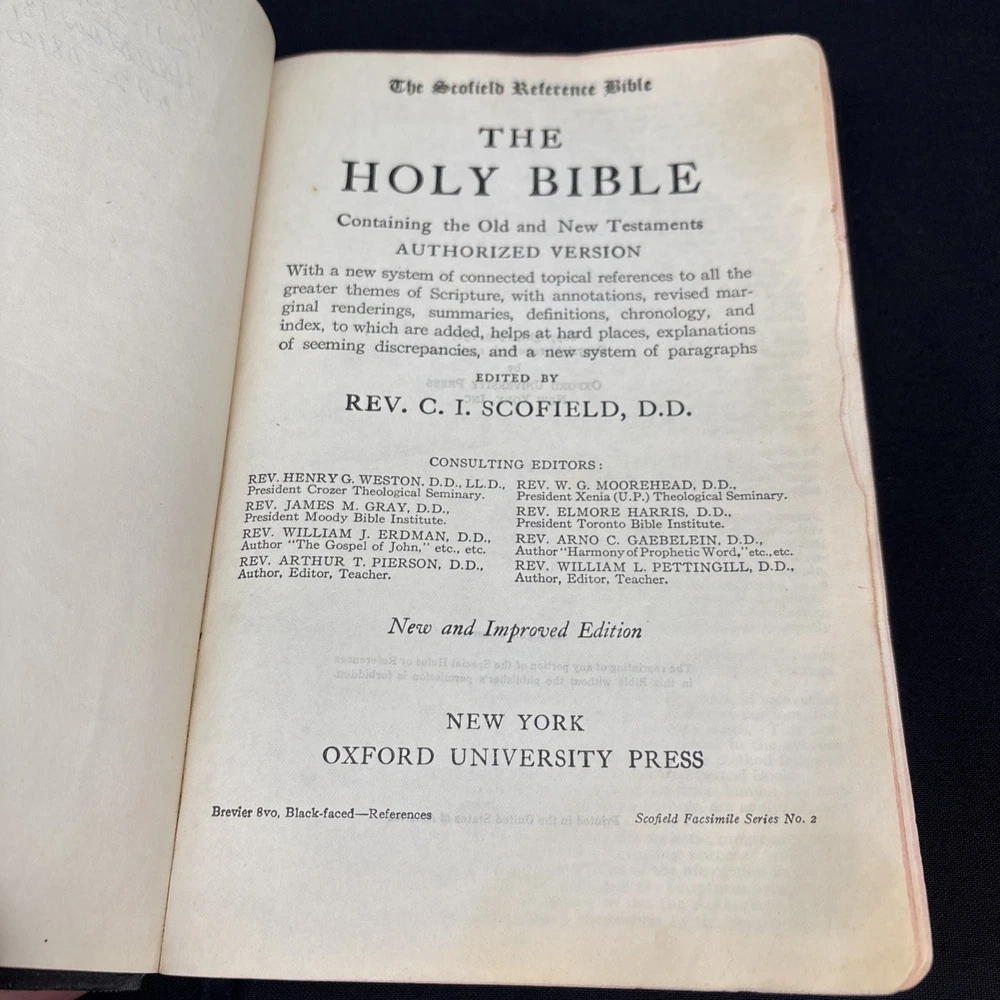 The Scofield Reference Bible
THE
HOLY BIBLE
Containing the Old and New Testaments
AUTHORIZED VERSION
With a new system of connected topical references to all the
greater themes of Scripture, with annotations, revised mar-
ginal renderings, summaries, definitions, chronology, and
index, to which are added, helps at hard places, explanations
of seeming discrepancies, and a new system of paragraphs
EDITED BY
REV. C. I. SCOFIELD, D.D.
CONSULTING EDITORS:
REV. HENRY G. WESTON, D.D., LL.D.,
President Crozer Theological Seminary.
REV. JAMES M. GRAY, D.D.,
President Moody Bible Institute.
REV. WILLIAM J. ERDMAN, D.D.,
Author "The Gospel of John," etc., etc.
REV. ARTHUR T. PIERSON, D.D.,
Author, Editor, Teacher.
REV. W. G. MOOREHEAD, D.D.,
President Xenia (U.P.) Theological Seminary.
REV. ELMORE HARRIS, D.D.,
President Toronto Bible Institute.
REV. ARNO C. GAEBELEIN, D.D.,
Author "Harmony of Prophetic Word," etc., etc.
REV. WILLIAM L. PETTINGILL, D.D.,
Author, Editor, Teacher.
New and Improved Edition
NEW YORK
OXFORD UNIVERSITY PRESS
Brevier 8vo, Black-faced—References
Scofield Facsimile Series No. 2